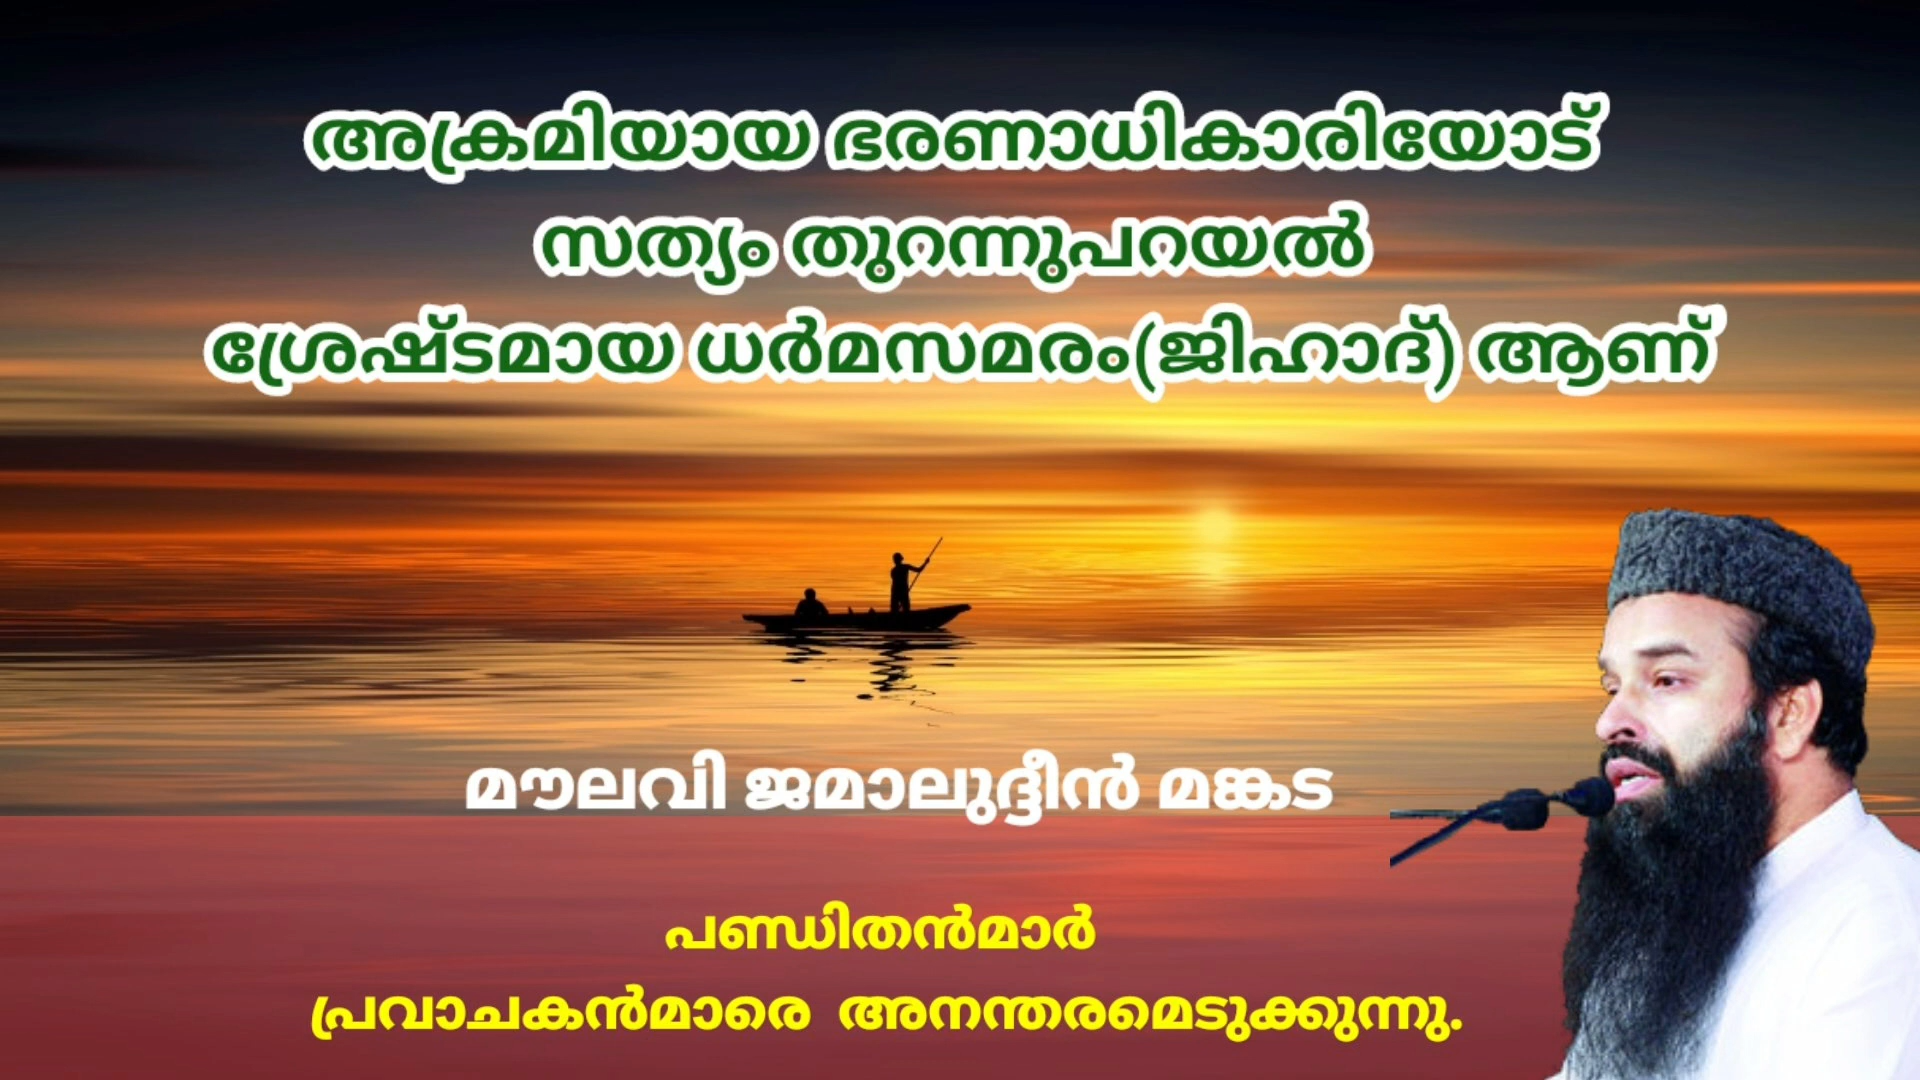 അക്രമിയായ ഭരണാധികാരിയോട്
സത്യം തുറന്നുപറയൽ
ശ്രേഷ്ടമായ ധർമസമരം(ജിഹാദ്) ആണ്
മൗലവി ജമാലുദ്ദീൻ മങ്കട
പണ്ഡിതൻമാർ
പ്രവാചകൻമാരെ അനന്തരമെടുക്കുന്നു.